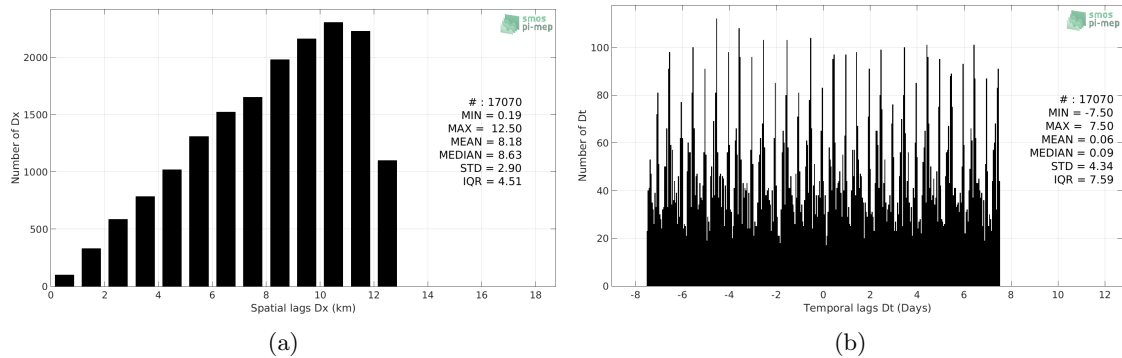 smos
pi-mep
2000
1500
1000
500
0
Number of Dx
# : 17070
MIN = 0.19
MAX = 12.50
MEAN = 8.18
MEDIAN = 8.63
STD = 2.90
IQR = 4.51
0 2 4 6 8 10 12 14 16 18
Spatial lags Dx (km)
(a)
smos
pi-mep
100
80
60
40
20
0
Number of Dt
# : 17070
MIN = -7.50
MAX = 7.50
MEAN = 0.06
MEDIAN = 0.09
STD = 4.34
IQR = 7.59
-8 -6 -4 -2 0 2 4 6 8 10 12
Temporal lags Dt (Days)
(b)